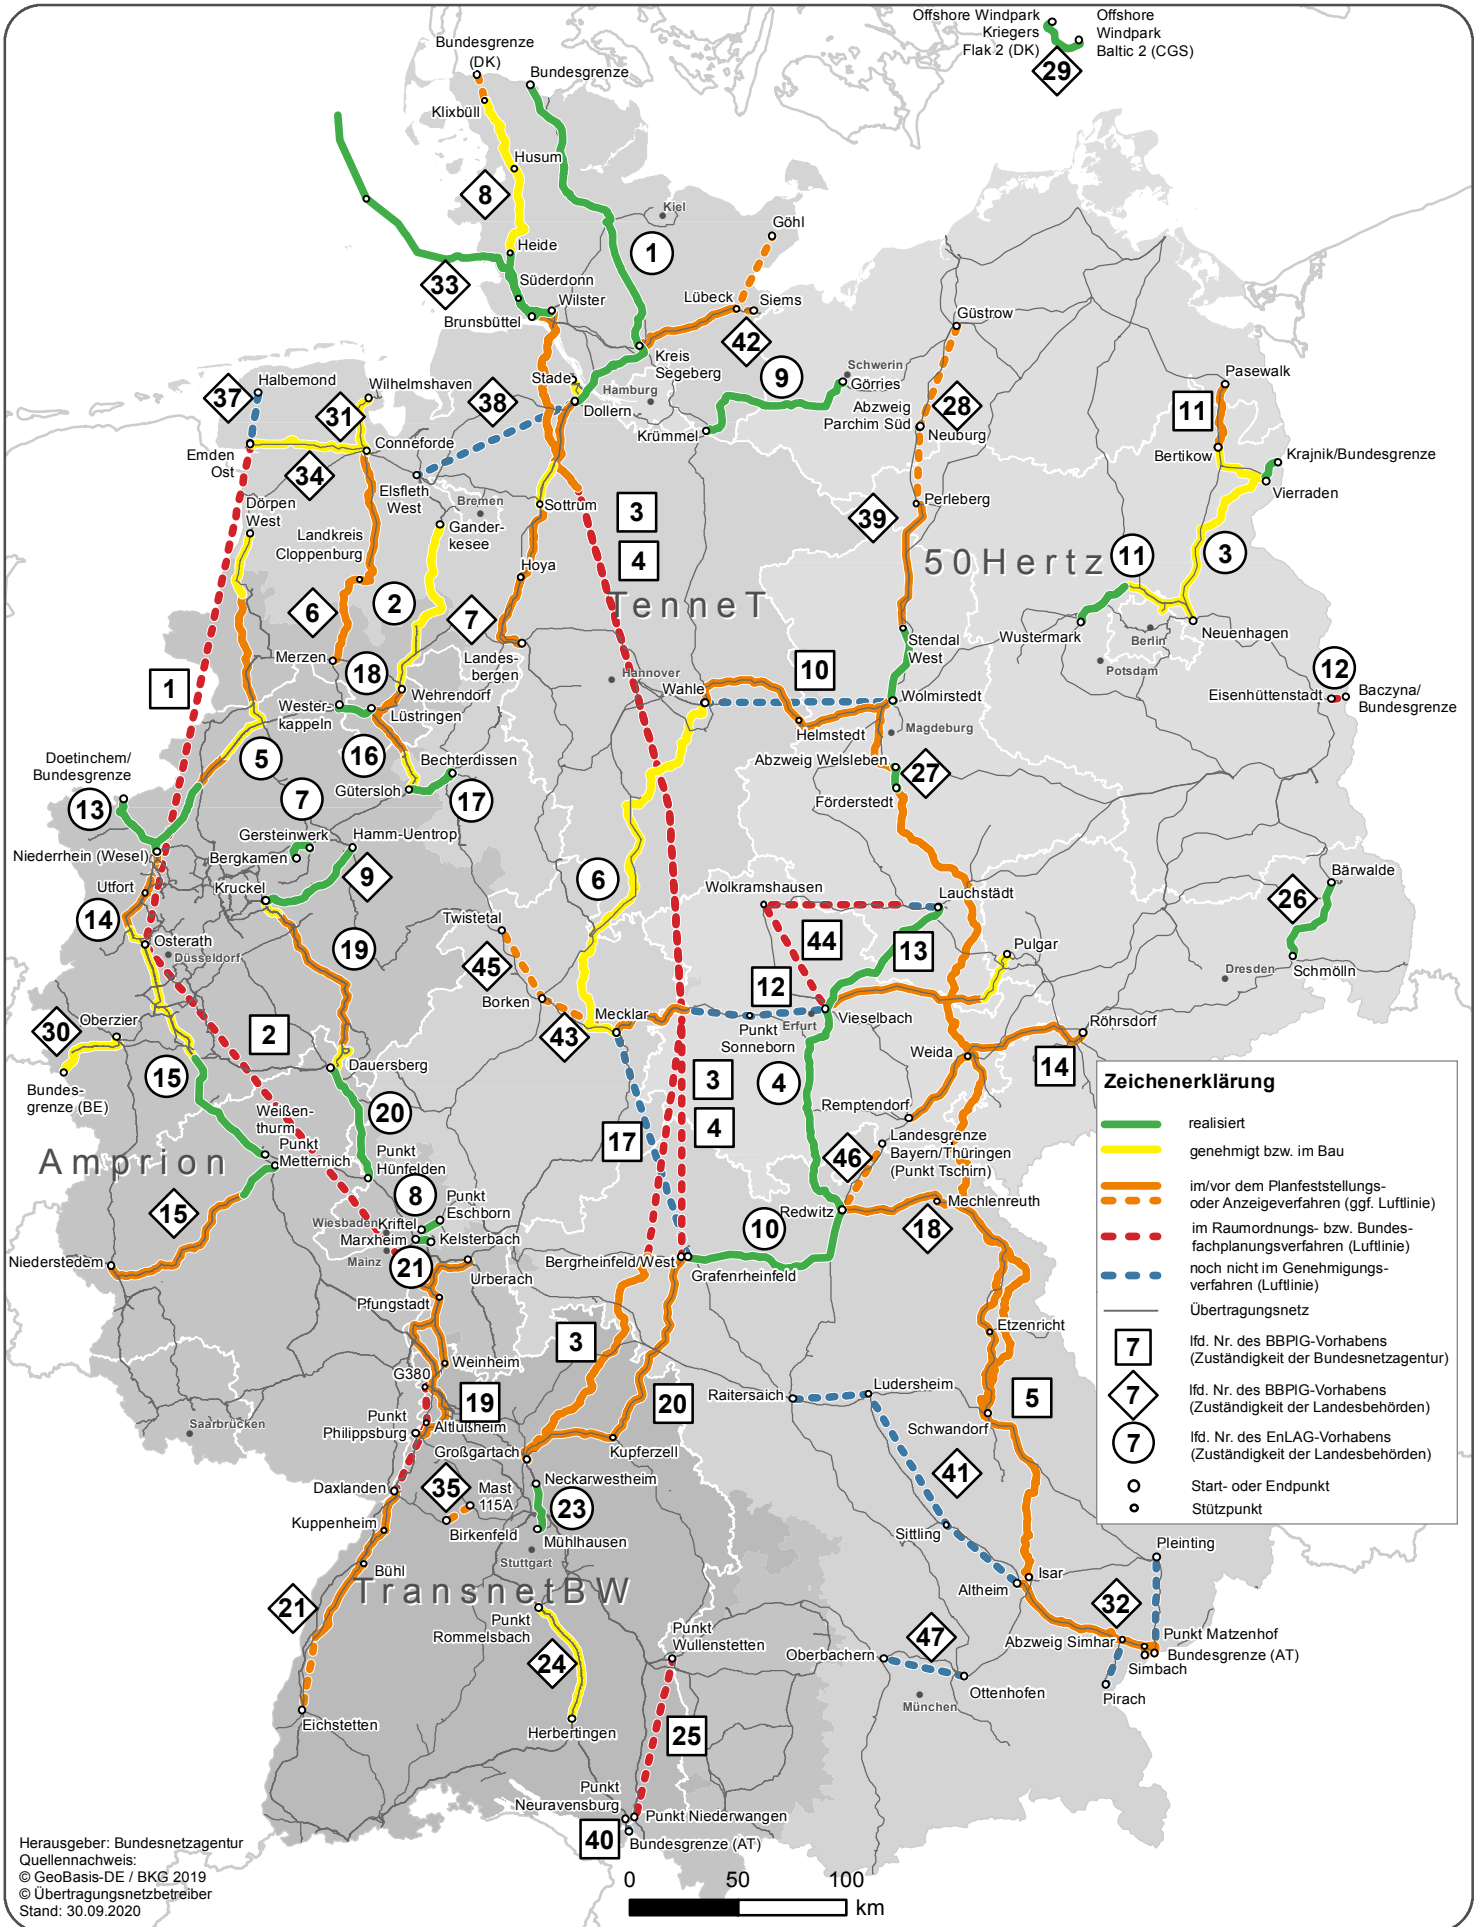 Offshore Windpark
Kriegers
Flak 2 (DK)
Offshore
Windpark
Baltic 2 (CGS)
29
Bundesgrenze
(DK)
Bundesgrenze
Klixbüll
Husum
8
Kiel
Göhl
1
Heide
33
Süderdonn
Wilster
Brunsbüttel
Lübeck
Siems
42
Güstrow
Kreis
Segeberg
9
Schwerin
Görries
Stade
Hamburg
Dollern
Krümmel
Abzweig
Parchim Süd
28
Neuburg
Pasewalk
11
Bertikow
Krajnik/Bundesgrenze
Vierraden
37
Halbemond
31
Wilhelmshaven
38
Conneforde
Emden
Ost
34
Elsfleth
West
Bremen
Dörpen
West
Landkreis
Cloppenburg
Gander-
kesee
Sottrum
3
4
Perleberg
39
50Hertz
11
3
Hoya
TenneT
6
2
7
Merzen
18
Landes-
bergen
Stendal
West
Wustermark
Berlin
Neuenhagen
Potsdam
12
Eisenhüttenstadt
Baczyna/
Bundesgrenze
1
Hannover
Wahle
10
Wolmirstedt
Wehrendorf
Wester-
kappeln
Lüstringen
Helmstedt
Magdeburg
16
Bechterdissen
Abzweig Welsleben
27
Förderstedt
5
Doetinchem/
Bundesgrenze
13
7
Gütersloh
17
Gersteinwerk
Hamm-Uentrop
Niederrhein (Wesel)
Bergkamen
9
Utfort
Kruckel
6
Wolkramshausen
Lauchstädt
Bärwalde
26
14
Twistetal
44
13
Osterath
Düsseldorf
19
45
Pulgar
Dresden
Schmölln
12
Borken
Mecklar
43
Punkt
Sonneborn
Erfurt
Vieselbach
Röhrsdorf
30
Oberzier
2
Weida
14
Bundes-
grenze (BE)
15
Dauersberg
3
4
4
Remptendorf
Weißen-
thurm
20
17
Landesgrenze
Bayern/Thüringen
(Punkt Tschirn)
46
Amprion
Punkt
Metternich
Punkt
Hünfelden
15
8
Punkt
Eschborn
Wiesbaden
Kriftel
Marxheim
Kelsterbach
10
Redwitz
Mechlenreuth
18
Niederstedem
Mainz
21
Urberach
Bergrheinfeld/West
Grafenrheinfeld
Pfungstadt
3
Etzenricht
Weinheim
G380
19
20
Raitersaich
Ludersheim
5
Saarbrücken
Punkt
Philippsburg
Altlußheim
Schwandorf
Großgartach
Kupferzell
41
Daxlanden
35
Mast
115A
Neckarwestheim
23
Kuppenheim
Birkenfeld
Mühlhausen
Sittling
Stuttgart
Bühl
TransnetBW
Altheim
Isar
Pleinting
32
21
Punkt
Rommelsbach
24
Punkt
Wullenstetten
Oberbachern
47
Abzweig Simhar
Punkt Matzenhof
Bundesgrenze (AT)
Simbach
Pirach
Ottenhofen
München
Eichstetten
Herbertingen
25
Punkt
Neuravensburg
Punkt Niederwangen
40
Bundesgrenze (AT)
Zeichenerklärung
realisiert
genehmigt bzw. im Bau
im/vor dem Planfeststellungs-
oder Anzeigeverfahren (ggf. Luftlinie)
im Raumordnungs- bzw. Bundes-
fachplanungsverfahren (Luftlinie)
noch nicht im Genehmigungs-
verfahren (Luftlinie)
Übertragungsnetz
7
lfd. Nr. des BBPlG-Vorhabens
(Zuständigkeit der Bundesnetzagentur)
7
lfd. Nr. des BBPlG-Vorhabens
(Zuständigkeit der Landesbehörden)
7
lfd. Nr. des EnLAG-Vorhabens
(Zuständigkeit der Landesbehörden)
Start- oder Endpunkt
Stützpunkt
Herausgeber: Bundesnetzagentur
Quellennachweis:
© GeoBasis-DE / BKG 2019
© Übertragungsnetzbetreiber
Stand: 30.09.2020
0 50 100
km